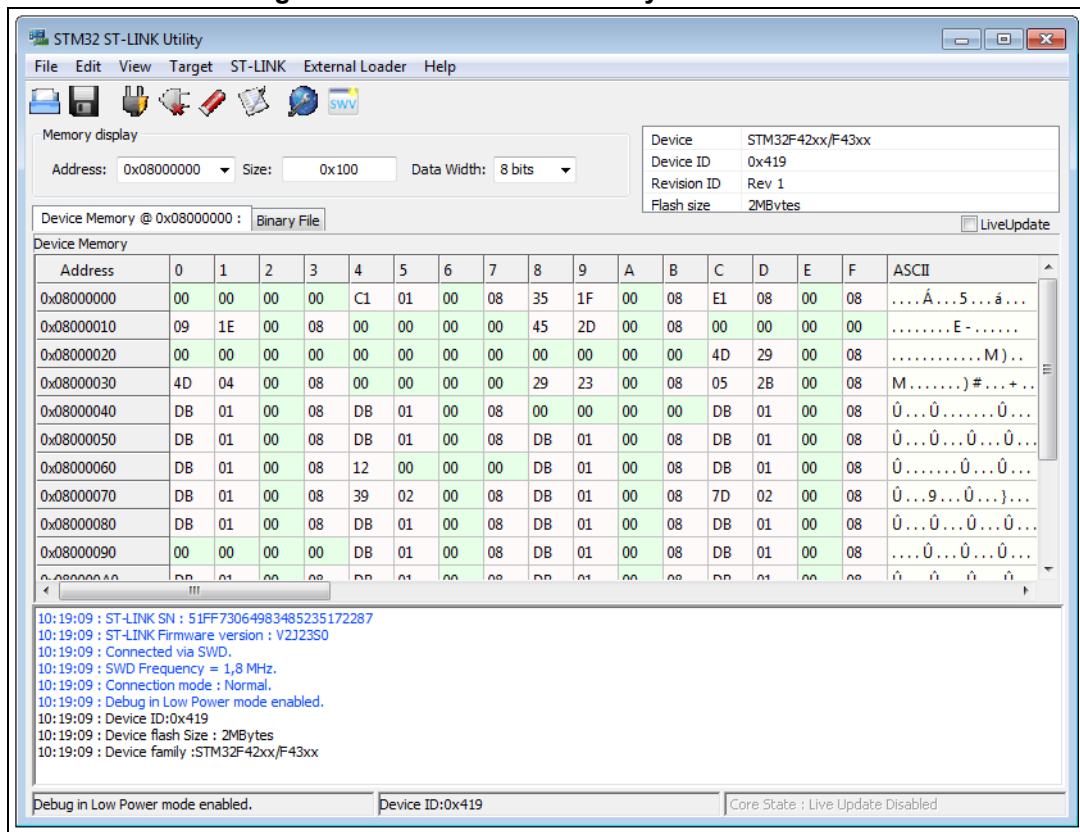 STM32 ST-LINK Utility
File Edit View Target ST-LINK External Loader Help
SWV
Memory display
Address: 0x08000000 Size: 0x100 Data Width: 8 bits
Device STM32F42xx/F43xx
Device ID 0x419
Revision ID Rev 1
Flash size 2MBytes
Device Memory @ 0x08000000 : Binary File
LiveUpdate
Device Memory
Address 0 1 2 3 4 5 6 7 8 9 A B C D E F ASCII
0x08000000 00 00 00 00 C1 01 00 08 35 1F 00 08 E1 08 00 08 ....Á...5...á...
0x08000010 09 1E 00 08 00 00 00 00 45 2D 00 08 00 00 00 00 ........E-......
0x08000020 00 00 00 00 00 00 00 00 00 00 00 00 4D 29 00 08 ............M)..
0x08000030 4D 04 00 08 00 00 00 00 29 23 00 08 05 2B 00 08 M.......)#...+..
0x08000040 DB 01 00 08 DB 01 00 08 00 00 00 00 DB 01 00 08 Û...Û.......Û...
0x08000050 DB 01 00 08 DB 01 00 08 DB 01 00 08 DB 01 00 08 Û...Û...Û...Û...
0x08000060 DB 01 00 08 12 00 00 00 DB 01 00 08 DB 01 00 08 Û.......Û...Û...
0x08000070 DB 01 00 08 39 02 00 08 DB 01 00 08 7D 02 00 08 Û...9...Û...}...
0x08000080 DB 01 00 08 DB 01 00 08 DB 01 00 08 DB 01 00 08 Û...Û...Û...Û...
0x08000090 00 00 00 00 DB 01 00 08 DB 01 00 08 DB 01 00 08 ....Û...Û...Û...
10:19:09 : ST-LINK SN : 51FF73064983485235172287
10:19:09 : ST-LINK Firmware version : V2J23S0
10:19:09 : Connected via SWD.
10:19:09 : SWD Frequency = 1,8 MHz.
10:19:09 : Connection mode : Normal.
10:19:09 : Debug in Low Power mode enabled.
10:19:09 : Device ID:0x419
10:19:09 : Device flash Size : 2MBytes
10:19:09 : Device family :STM32F42xx/F43xx
Debug in Low Power mode enabled. Device ID:0x419 Core State : Live Update Disabled